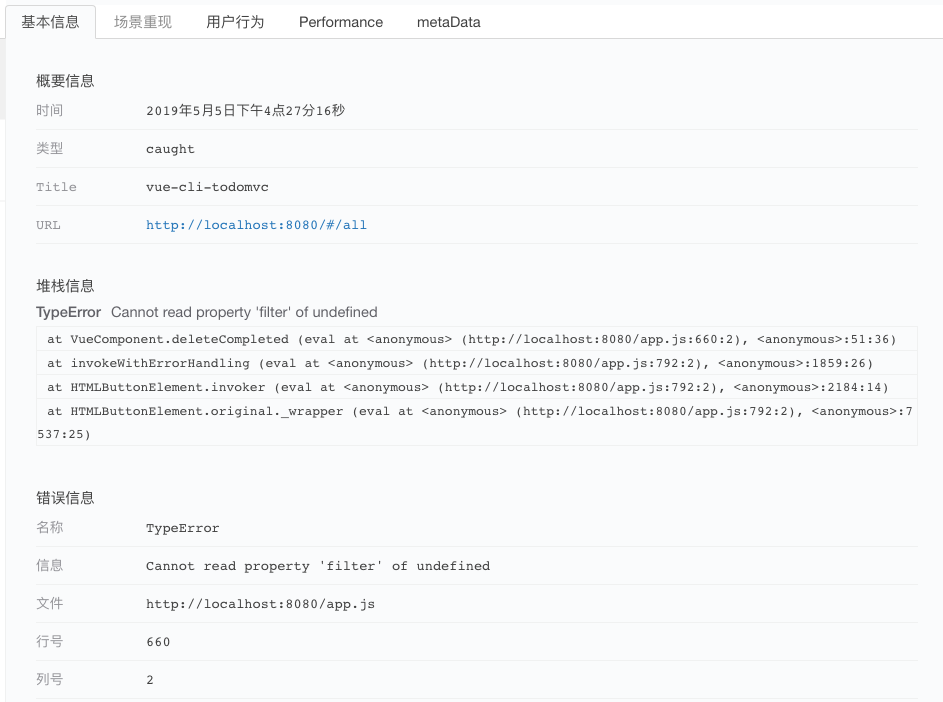 基本信息 场景重现 用户行为 Performance metaData
概要信息
时间 2019年5月5日下午4点27分16秒
类型 caught
Title vue-cli-todomvc
URL http://localhost:8080/#/all
堆栈信息
TypeError Cannot read property 'filter' of undefined
at VueComponent.deleteCompleted (eval at <anonymous> (http://localhost:8080/app.js:660:2), <anonymous>:51:36)
at invokeWithErrorHandling (eval at <anonymous> (http://localhost:8080/app.js:792:2), <anonymous>:1859:26)
at HTMLButtonElement.invoker (eval at <anonymous> (http://localhost:8080/app.js:792:2), <anonymous>:2184:14)
at HTMLButtonElement.original._wrapper (eval at <anonymous> (http://localhost:8080/app.js:792:2), <anonymous>:7
537:25)
错误信息
名称 TypeError
信息 Cannot read property 'filter' of undefined
文件 http://localhost:8080/app.js
行号 660
列号 2